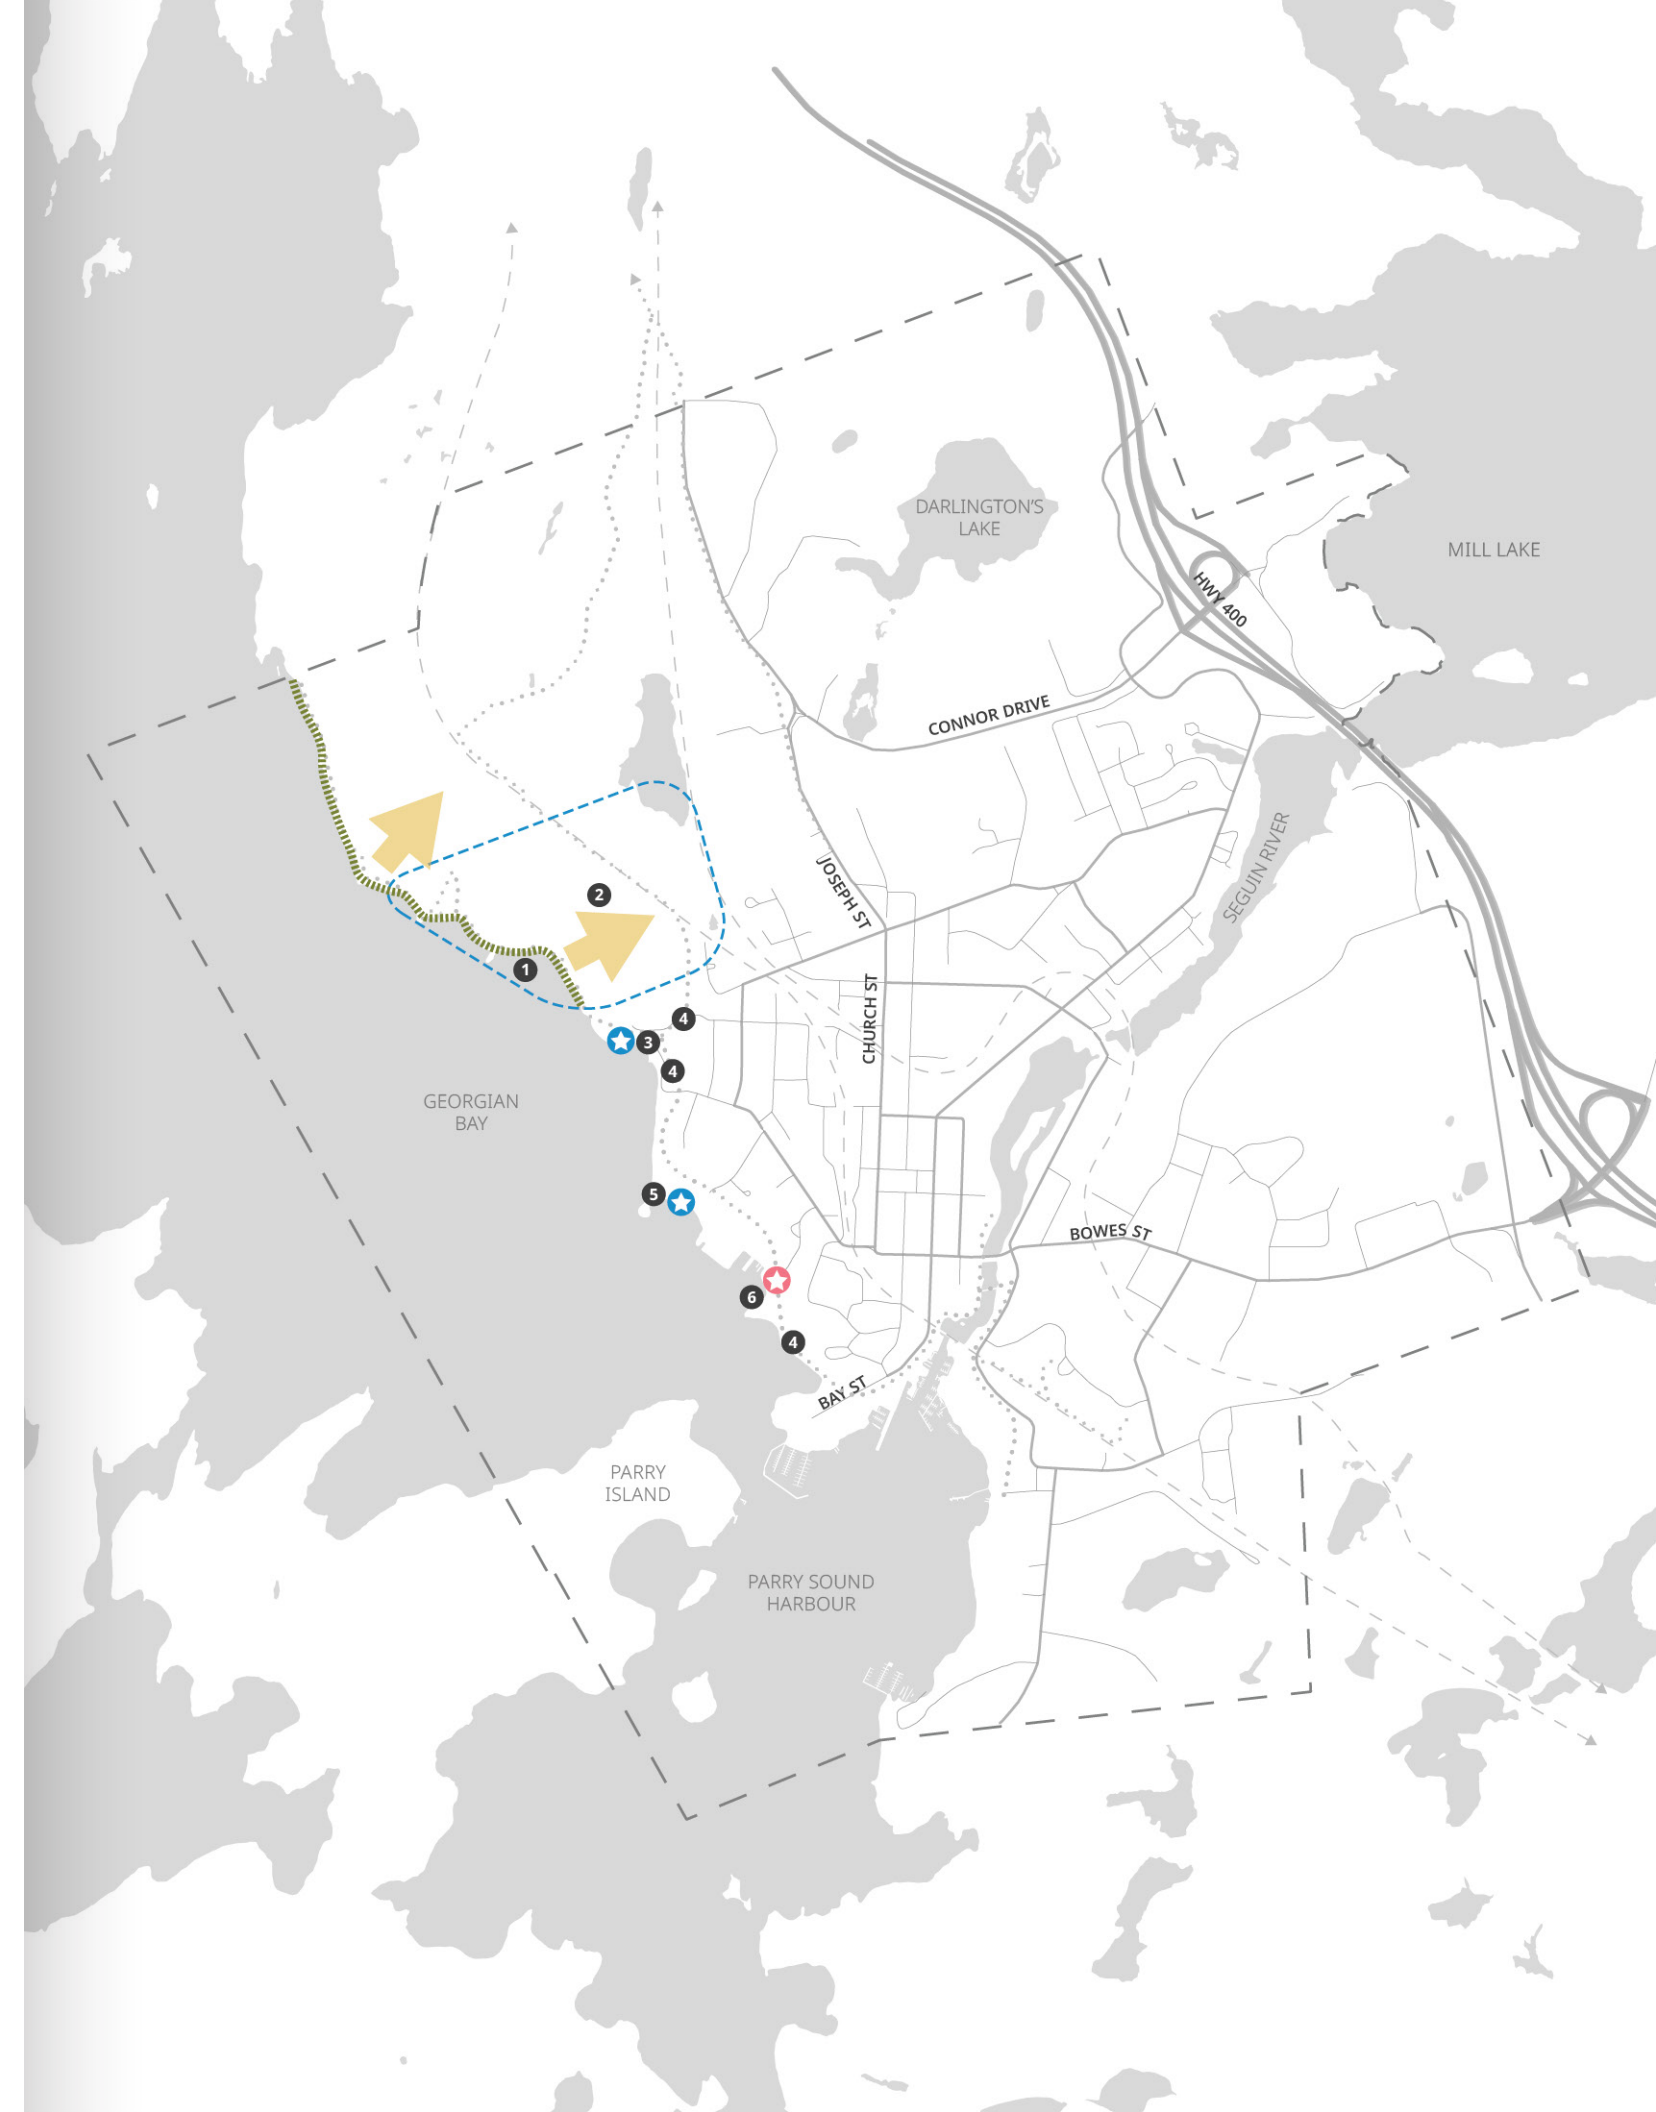 DARLINGTON'S
LAKE
MILL LAKE
HWY 400
CONNOR DRIVE
SEGUIN RIVER
JOSEPH ST
2
1
CHURCH ST
4
3
4
GEORGIAN
BAY
5
BOWES ST
6
4
BAY ST
PARRY
ISLAND
PARRY SOUND
HARBOUR